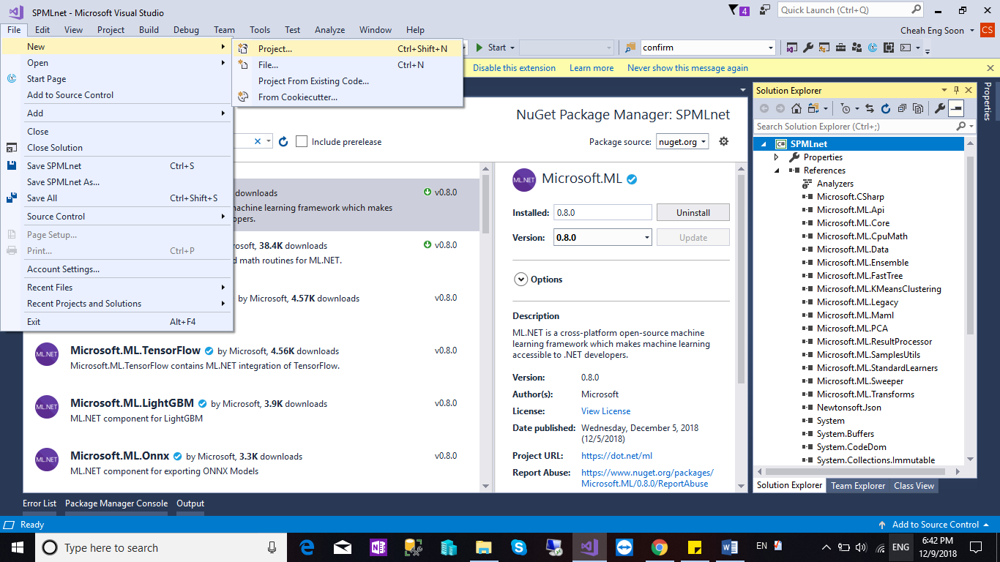 SPMLnet - Microsoft Visual Studio
4
Quick Launch (Ctrl+Q)
File Edit View Project Build Debug Team Tools Test Analyze Window Help
Cheah Eng Soon
CS
New
Open
Start Page
Add to Source Control
Add
Close
Close Solution
Save SPMLnet Ctrl+S
Save SPMLnet As...
Save All Ctrl+Shift+S
Source Control
Page Setup...
Print... Ctrl+P
Account Settings...
Recent Files
Recent Projects and Solutions
Exit Alt+F4
Project... Ctrl+Shift+N
File... Ctrl+N
Project From Existing Code...
From Cookiecutter...
Start
confirm
Disable this extension Learn more Never show this message again
NuGet Package Manager: SPMLnet
Include prerelease
Package source: nuget.org
downloads
v0.8.0
achine learning framework which makes
opers.
rosoft, 38.4K downloads
v0.8.0
d math routines for ML.NET.
by Microsoft, 4.57K downloads
v0.8.0
ML.NET
Microsoft.ML.TensorFlow by Microsoft, 4.56K downloads
v0.8.0
Microsoft.ML.TensorFlow contains ML.NET integration of TensorFlow.
ML.NET
Microsoft.ML.LightGBM by Microsoft, 3.9K downloads
v0.8.0
ML.NET component for LightGBM
ML.NET
Microsoft.ML.Onnx by Microsoft, 3.3K downloads
v0.8.0
ML.NET component for exporting ONNX Models
ML.NET
Microsoft.ML
Installed: 0.8.0 Uninstall
Version: 0.8.0 Update
Options
Description
ML.NET is a cross-platform open-source machine
learning framework which makes machine learning
accessible to .NET developers.
Version: 0.8.0
Author(s): Microsoft
License: View License
Date published: Wednesday, December 5, 2018
(12/5/2018)
Project URL: https://dot.net/ml
Report Abuse: https://www.nuget.org/packages/
Microsoft.ML/0.8.0/ReportAbuse
Solution Explorer
Search Solution Explorer (Ctrl+;)
C# SPMLnet
Properties
References
Analyzers
Microsoft.CSharp
Microsoft.ML.Api
Microsoft.ML.Core
Microsoft.ML.CpuMath
Microsoft.ML.Data
Microsoft.ML.Ensemble
Microsoft.ML.FastTree
Microsoft.ML.KMeansClustering
Microsoft.ML.Legacy
Microsoft.ML.Maml
Microsoft.ML.PCA
Microsoft.ML.ResultProcessor
Microsoft.ML.SamplesUtils
Microsoft.ML.StandardLearners
Microsoft.ML.Sweeper
Microsoft.ML.Transforms
Newtonsoft.Json
System
System.Buffers
System.CodeDom
System.Collections.Immutable
Solution Explorer Team Explorer Class View
Properties
Error List Package Manager Console Output
Ready
Add to Source Control
Type here to search
EN
ENG
6:42 PM
12/9/2018